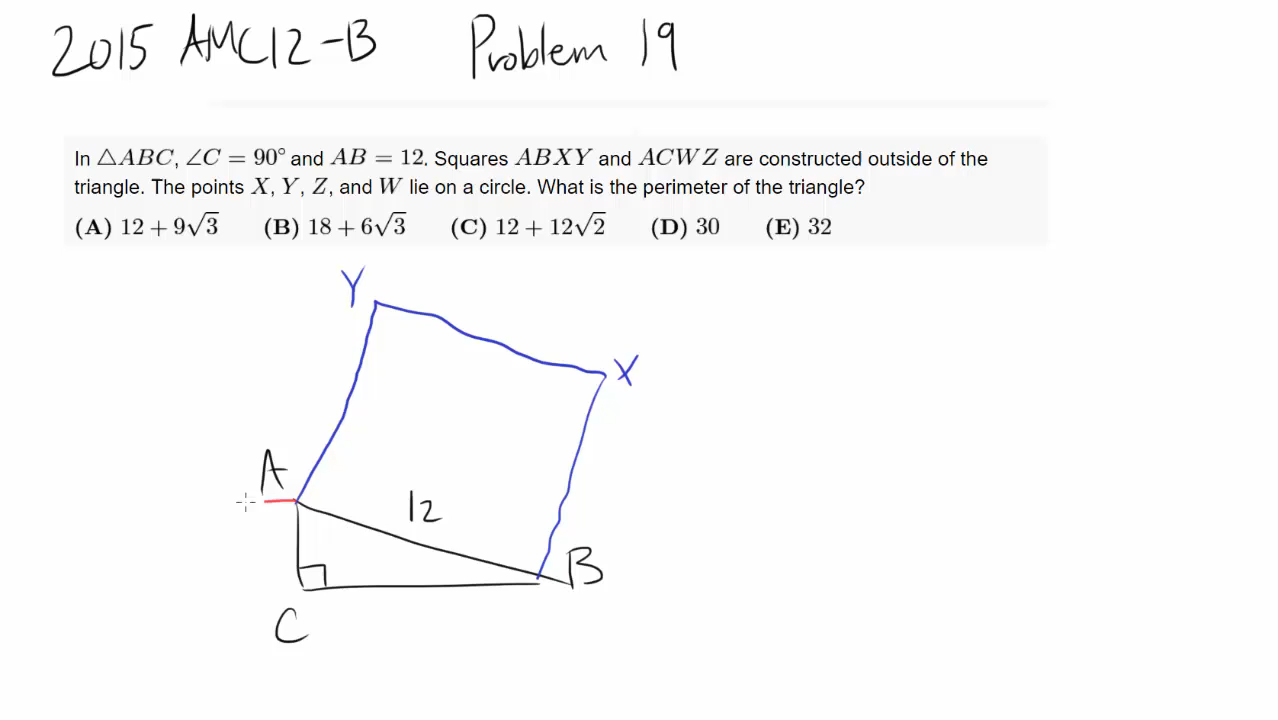 2015 AMC12-B Problem 19
In △ABC, ∠C = 90° and AB = 12. Squares ABXY and ACWZ are constructed outside of the
triangle. The points X, Y, Z, and W lie on a circle. What is the perimeter of the triangle?
(A) 12 + 9√3 (B) 18 + 6√3 (C) 12 + 12√2 (D) 30 (E) 32
Y
X
A
12
B
C